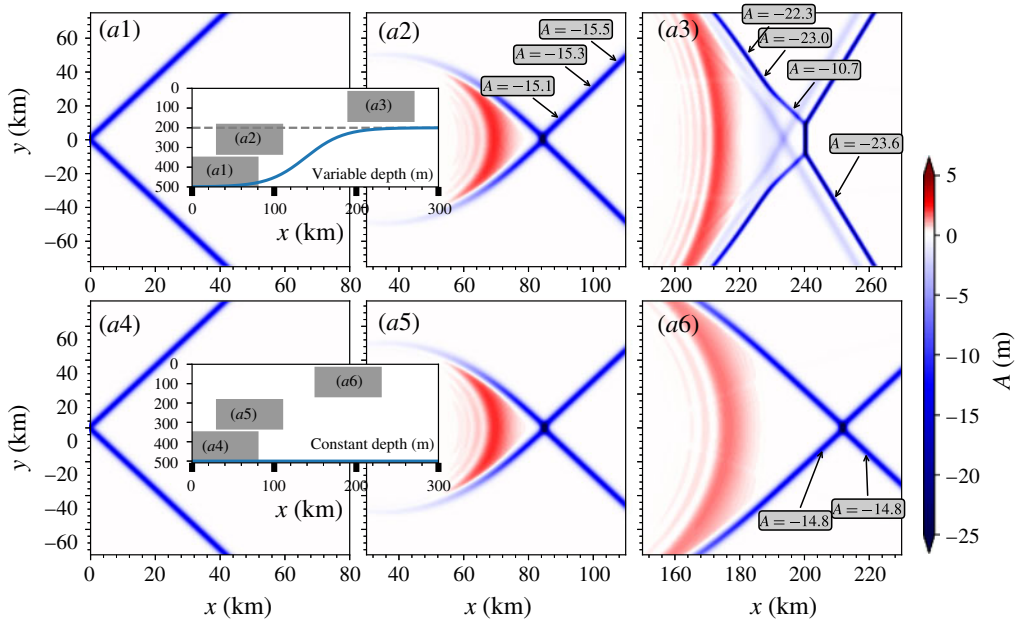 (a1)
(a2)
(a3)
60
40
20
0
−20
−40
−60
y (km)
0
100
200
300
400
500
(a3)
(a2)
(a1)
Variable depth (m)
0
100
200
300
x (km)
A = −15.5
A = −15.3
A = −15.1
A = −22.3
A = −23.0
A = −10.7
A = −23.6
0
20
40
60
80
40
60
80
100
200
220
240
260
(a4)
(a5)
(a6)
60
40
20
0
−20
−40
−60
y (km)
0
100
200
300
400
500
(a6)
(a5)
(a4)
Constant depth (m)
0
100
200
300
x (km)
A = −14.8
A = −14.8
0
20
40
60
80
40
60
80
100
160
180
200
220
x (km)
x (km)
x (km)
5
0
−5
−10
−15
−20
−25
A (m)